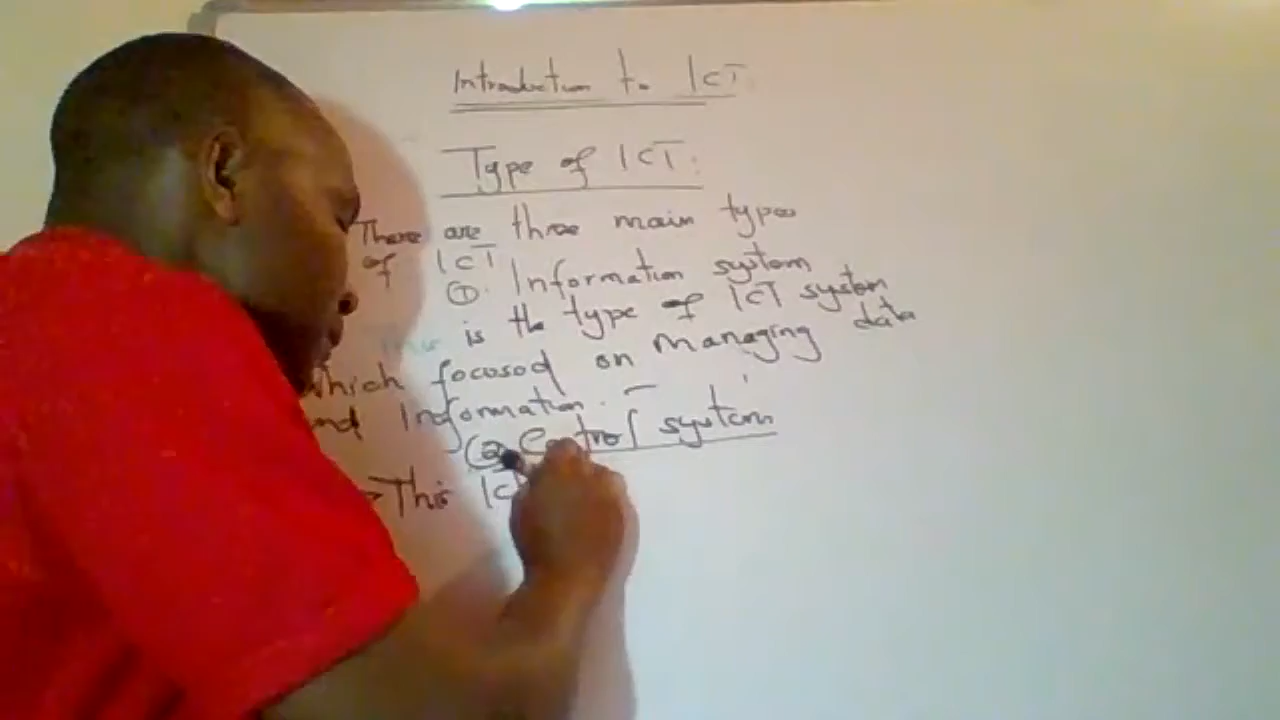 Introduction to ICT.
Type of ICT:
There are three main types
of ICT
①. Information system
is the type of ICT system
which focused on managing data
and Information.
② Control system
→ This IC